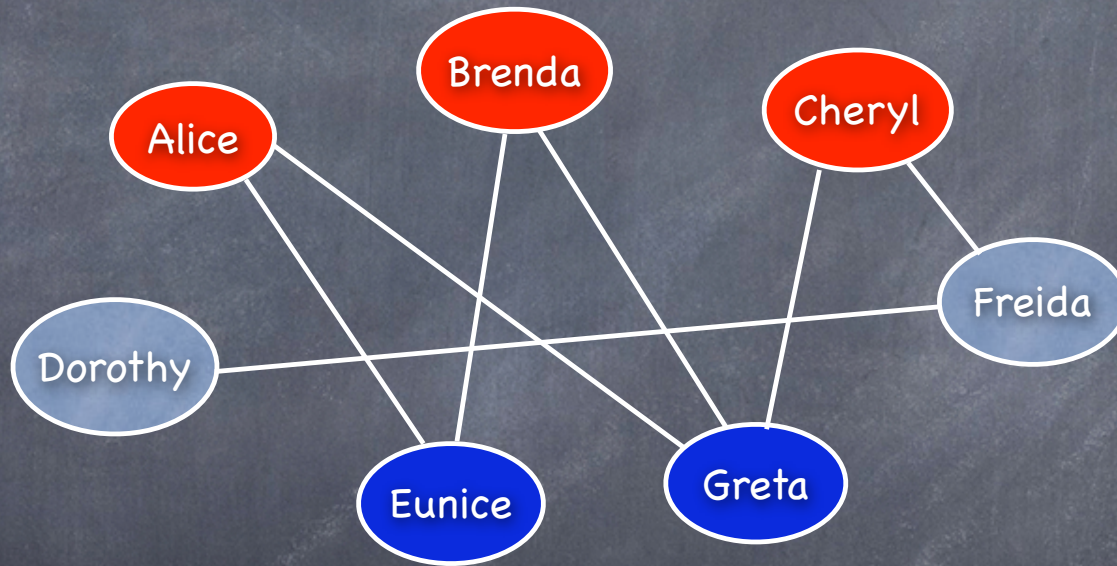 Brenda
Cheryl
Alice
Freida
Dorothy
Greta
Eunice